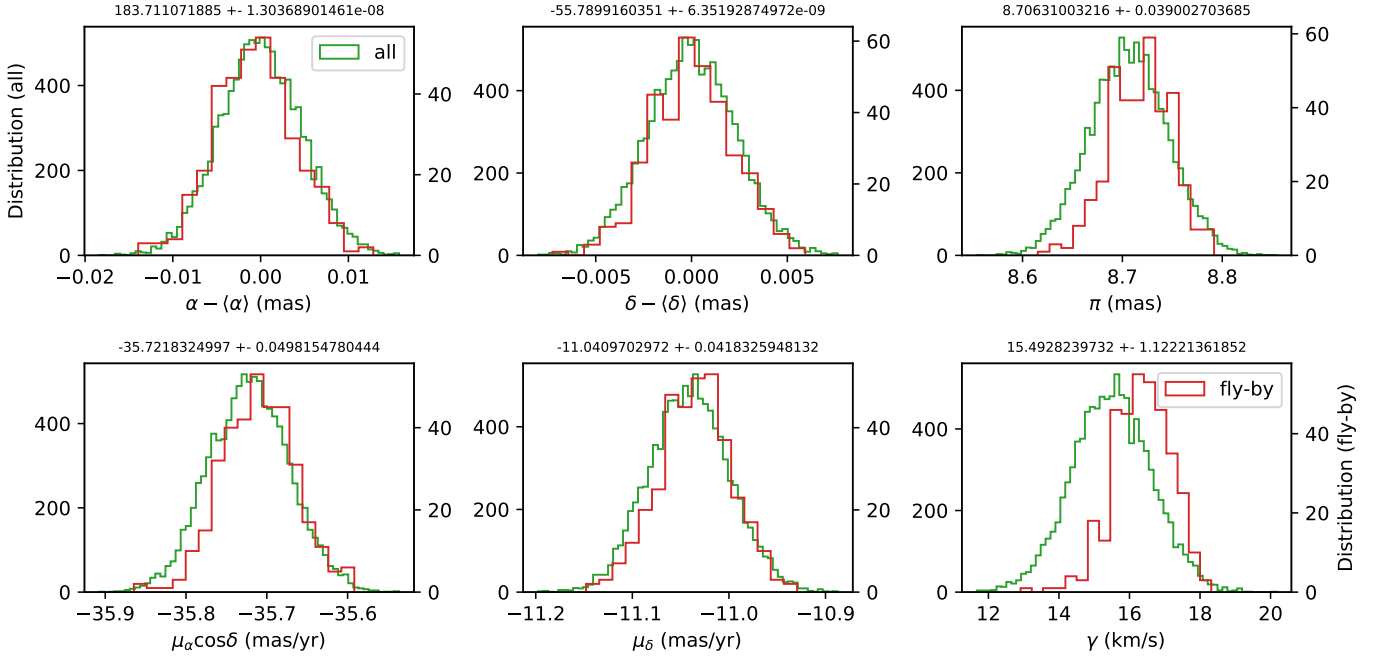 183.711071885 +- 1.30368901461e-08
-55.7899160351 +- 6.35192874972e-09
8.70631003216 +- 0.039002703685
Distribution (all)
400
200
0
all
40
20
0
400
200
0
60
40
20
0
400
200
0
60
40
20
0
−0.02 −0.01 0.00 0.01
−0.005 0.000 0.005
8.6 8.7 8.8
α − ⟨α⟩ (mas)
δ − ⟨δ⟩ (mas)
π (mas)
-35.7218324997 +- 0.0498154780444
-11.0409702972 +- 0.0418325948132
15.4928239732 +- 1.12221361852
400
200
0
40
20
0
400
200
0
40
20
0
400
200
0
fly-by
40
20
0
Distribution (fly-by)
−35.9 −35.8 −35.7 −35.6
−11.2 −11.1 −11.0 −10.9
12 14 16 18 20
μαcosδ (mas/yr)
μδ (mas/yr)
γ (km/s)